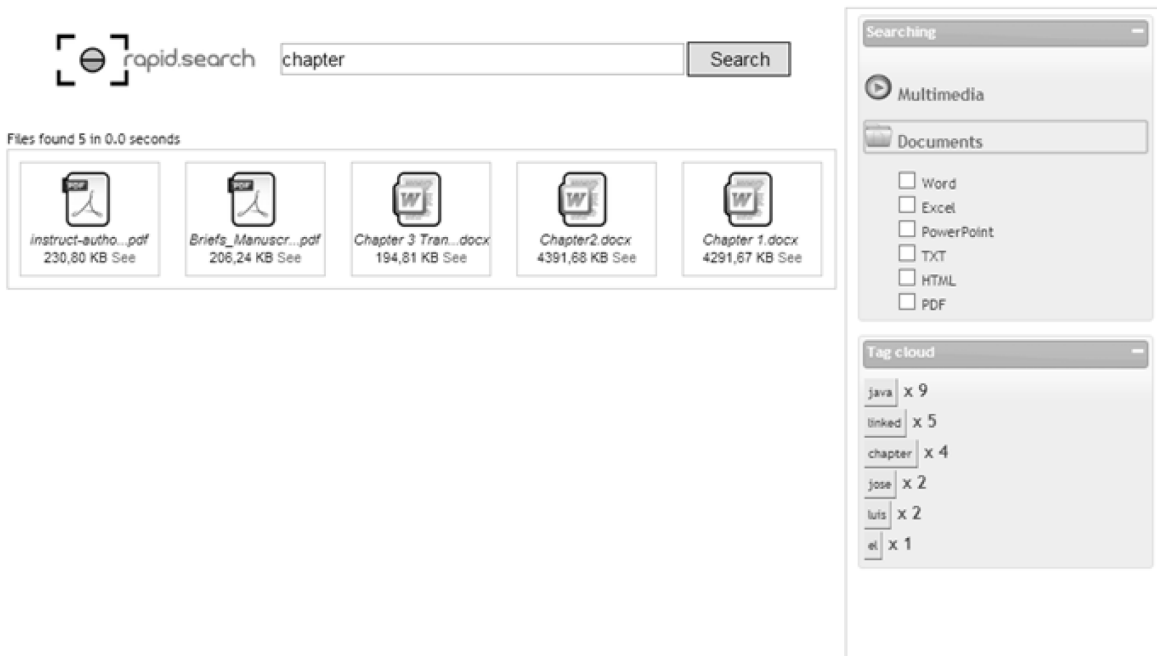 rapid.search
chapter
Search
Files found 5 in 0.0 seconds
PDF
instruct-autho...pdf
230,80 KB See
PDF
Briefs_Manuscr...pdf
206,24 KB See
W
Chapter 3 Tran...docx
194,81 KB See
W
Chapter2.docx
4391,68 KB See
W
Chapter 1.docx
4291,67 KB See
Searching
Multimedia
Documents
Word
Excel
PowerPoint
TXT
HTML
PDF
Tag cloud
java x 9
linked x 5
chapter x 4
jose x 2
luis x 2
el x 1